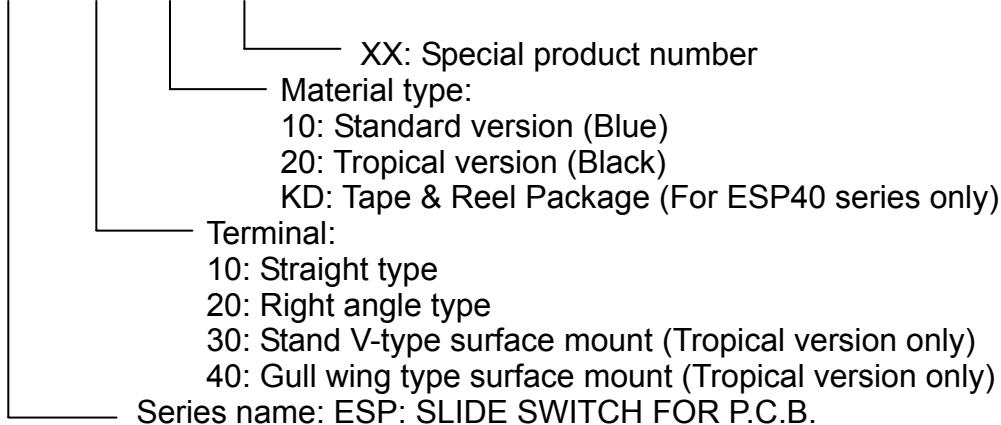 XX: Special product number
Material type:
10: Standard version (Blue)
20: Tropical version (Black)
KD: Tape & Reel Package (For ESP40 series only)
Terminal:
10: Straight type
20: Right angle type
30: Stand V-type surface mount (Tropical version only)
40: Gull wing type surface mount (Tropical version only)
Series name: ESP: SLIDE SWITCH FOR P.C.B.